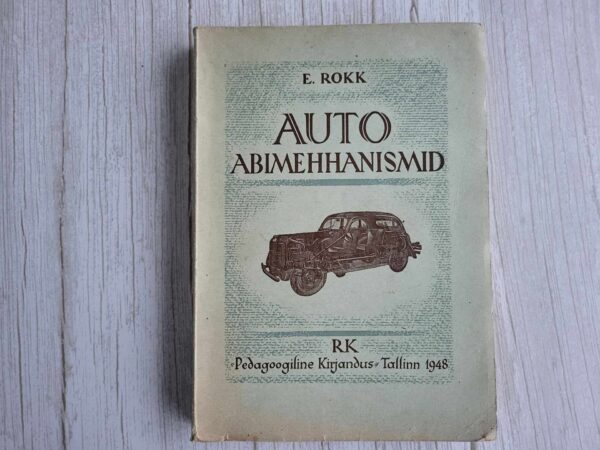 E. ROKK
AUTO
ABIMEHHANISMID
RK
"Pedagoogiline Kirjandus" Tallinn 1948